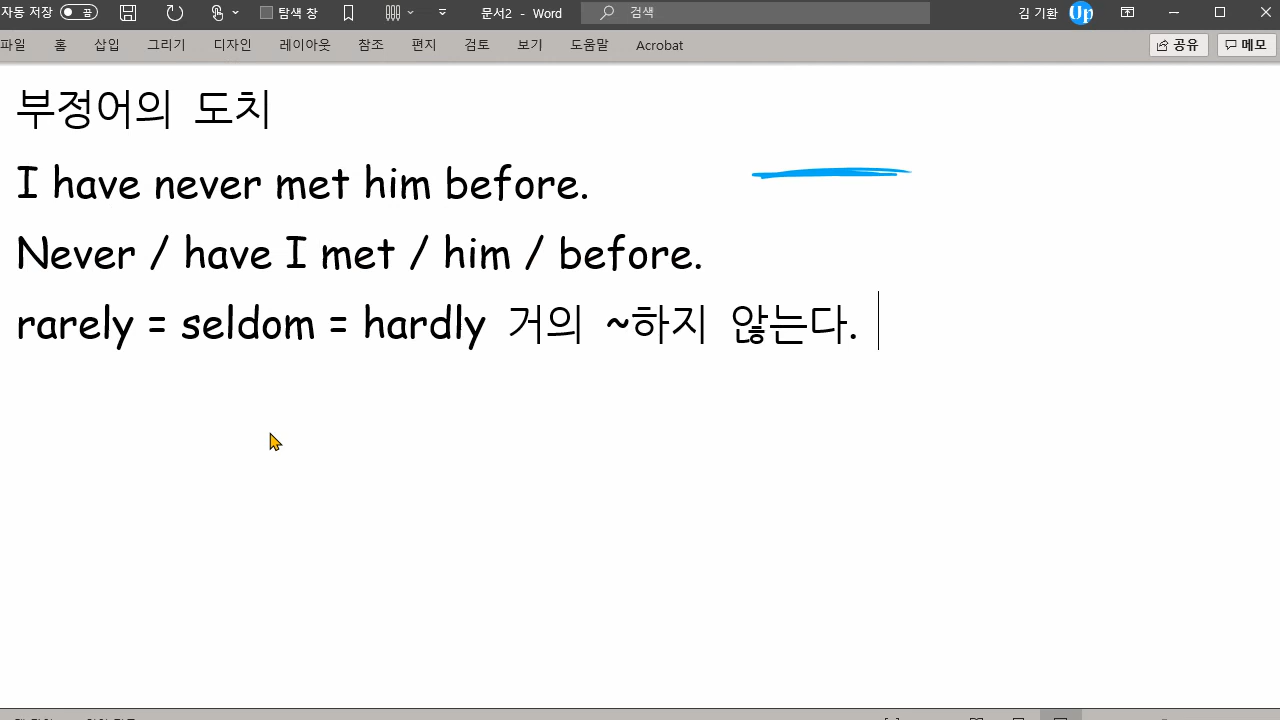 자동 저장 끔 탐색 창 문서2 - Word 검색 김 기환 Up
파일 홈 삽입 그리기 디자인 레이아웃 참조 편지 검토 보기 도움말 Acrobat 공유 메모
부정어의 도치
I have never met him before.
Never / have I met / him / before.
rarely = seldom = hardly 거의 ~하지 않는다.